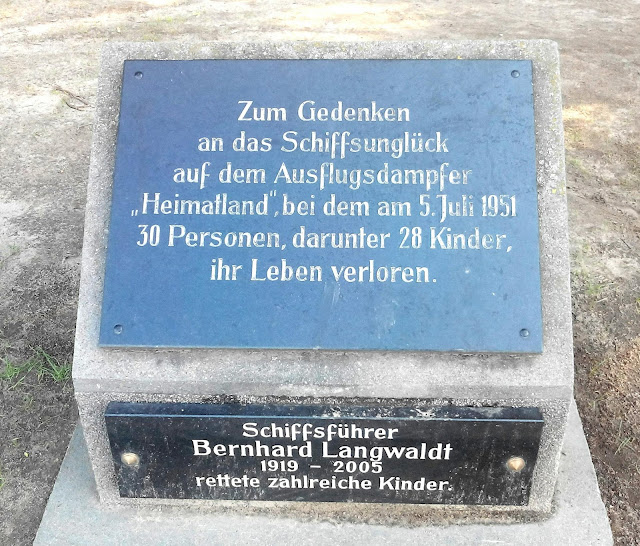 Zum Gedenken
an das Schiffsunglück
auf dem Ausflugsdampfer
„Heimatland", bei dem am 5. Juli 1951
30 Personen, darunter 28 Kinder,
ihr Leben verloren.
Schiffsführer
Bernhard Langwaldt
1919 – 2005
rettete zahlreiche Kinder.